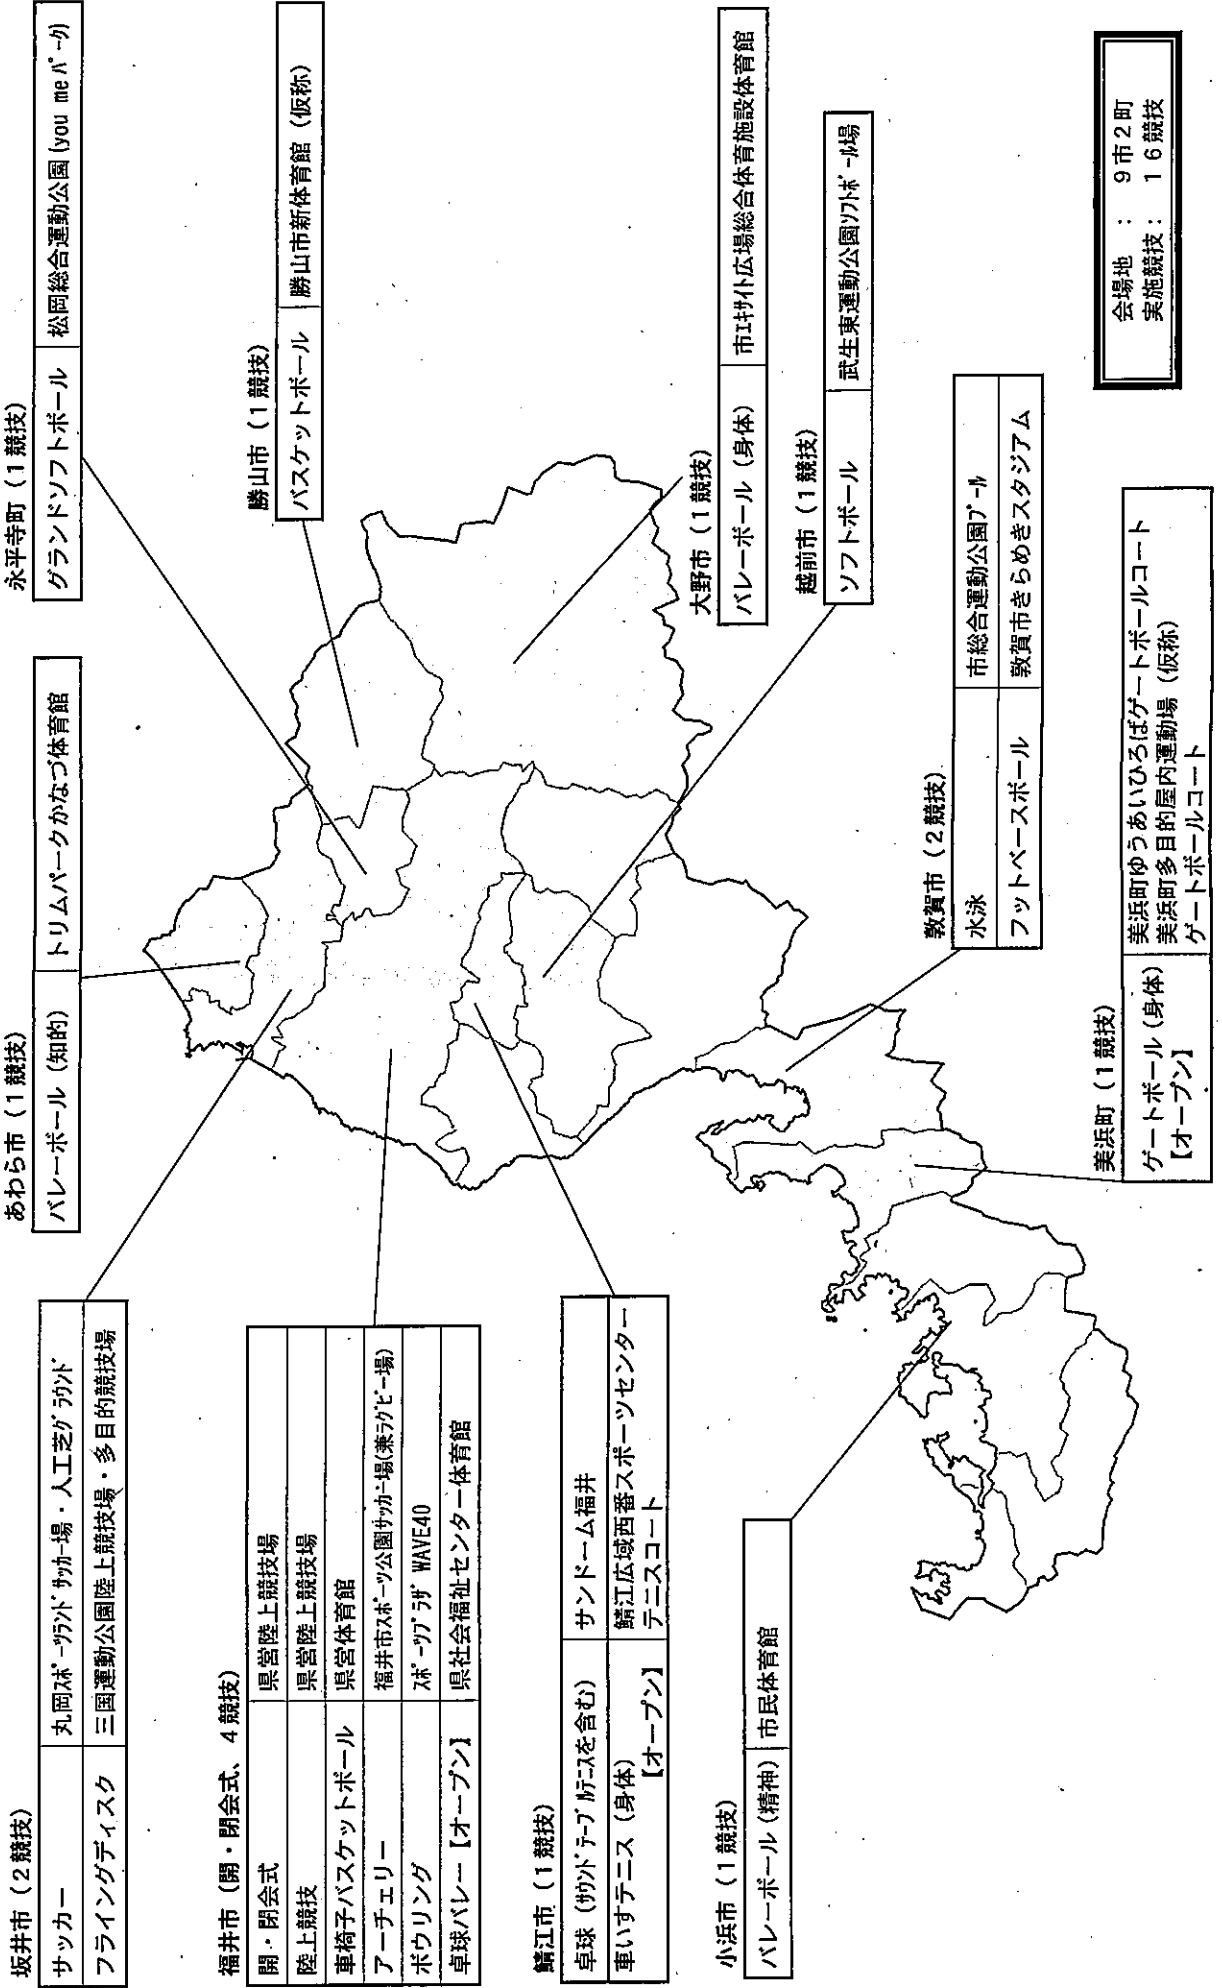 坂井市（２競技）
サッカー 丸岡スポーツランドサッカー場・人工芝グラウンド
フライングディスク 三国運動公園陸上競技場・多目的競技場
あわら市（１競技）
バレーボール（知的） トリムパークかなづ体育館
永平寺町（１競技）
グランドソフトボール 松岡総合運動公園(you me パーク)
勝山市（１競技）
バスケットボール 勝山市新体育館（仮称）
福井市（開・閉会式、４競技）
開・閉会式 県営陸上競技場
陸上競技 県営陸上競技場
車椅子バスケットボール 県営体育館
アーチェリー 福井市スポーツ公園サッカー場(兼ラグビー場)
ボウリング スポーツプラザ WAVE40
卓球バレー【オープン】 県社会福祉センター体育館
大野市（１競技）
バレーボール（身体） 市エキサイト広場総合体育施設体育館
越前市（１競技）
ソフトボール 武生東運動公園ソフトボール場
鯖江市（１競技）
卓球（サウンドテーブルテニスを含む） サンドーム福井
車いすテニス（身体） 鯖江広域西番スポーツセンター
【オープン】 テニスコート
敦賀市（２競技）
水泳 市総合運動公園プール
フットベースボール 敦賀市きらめきスタジアム
小浜市（１競技）
バレーボール（精神） 市民体育館
美浜町（１競技）
ゲートボール（身体） 美浜町ゆうあいひろばゲートボールコート
【オープン】 美浜町多目的屋内運動場（仮称）
ゲートボールコート
会場地 ： ９市２町
実施競技： １６競技